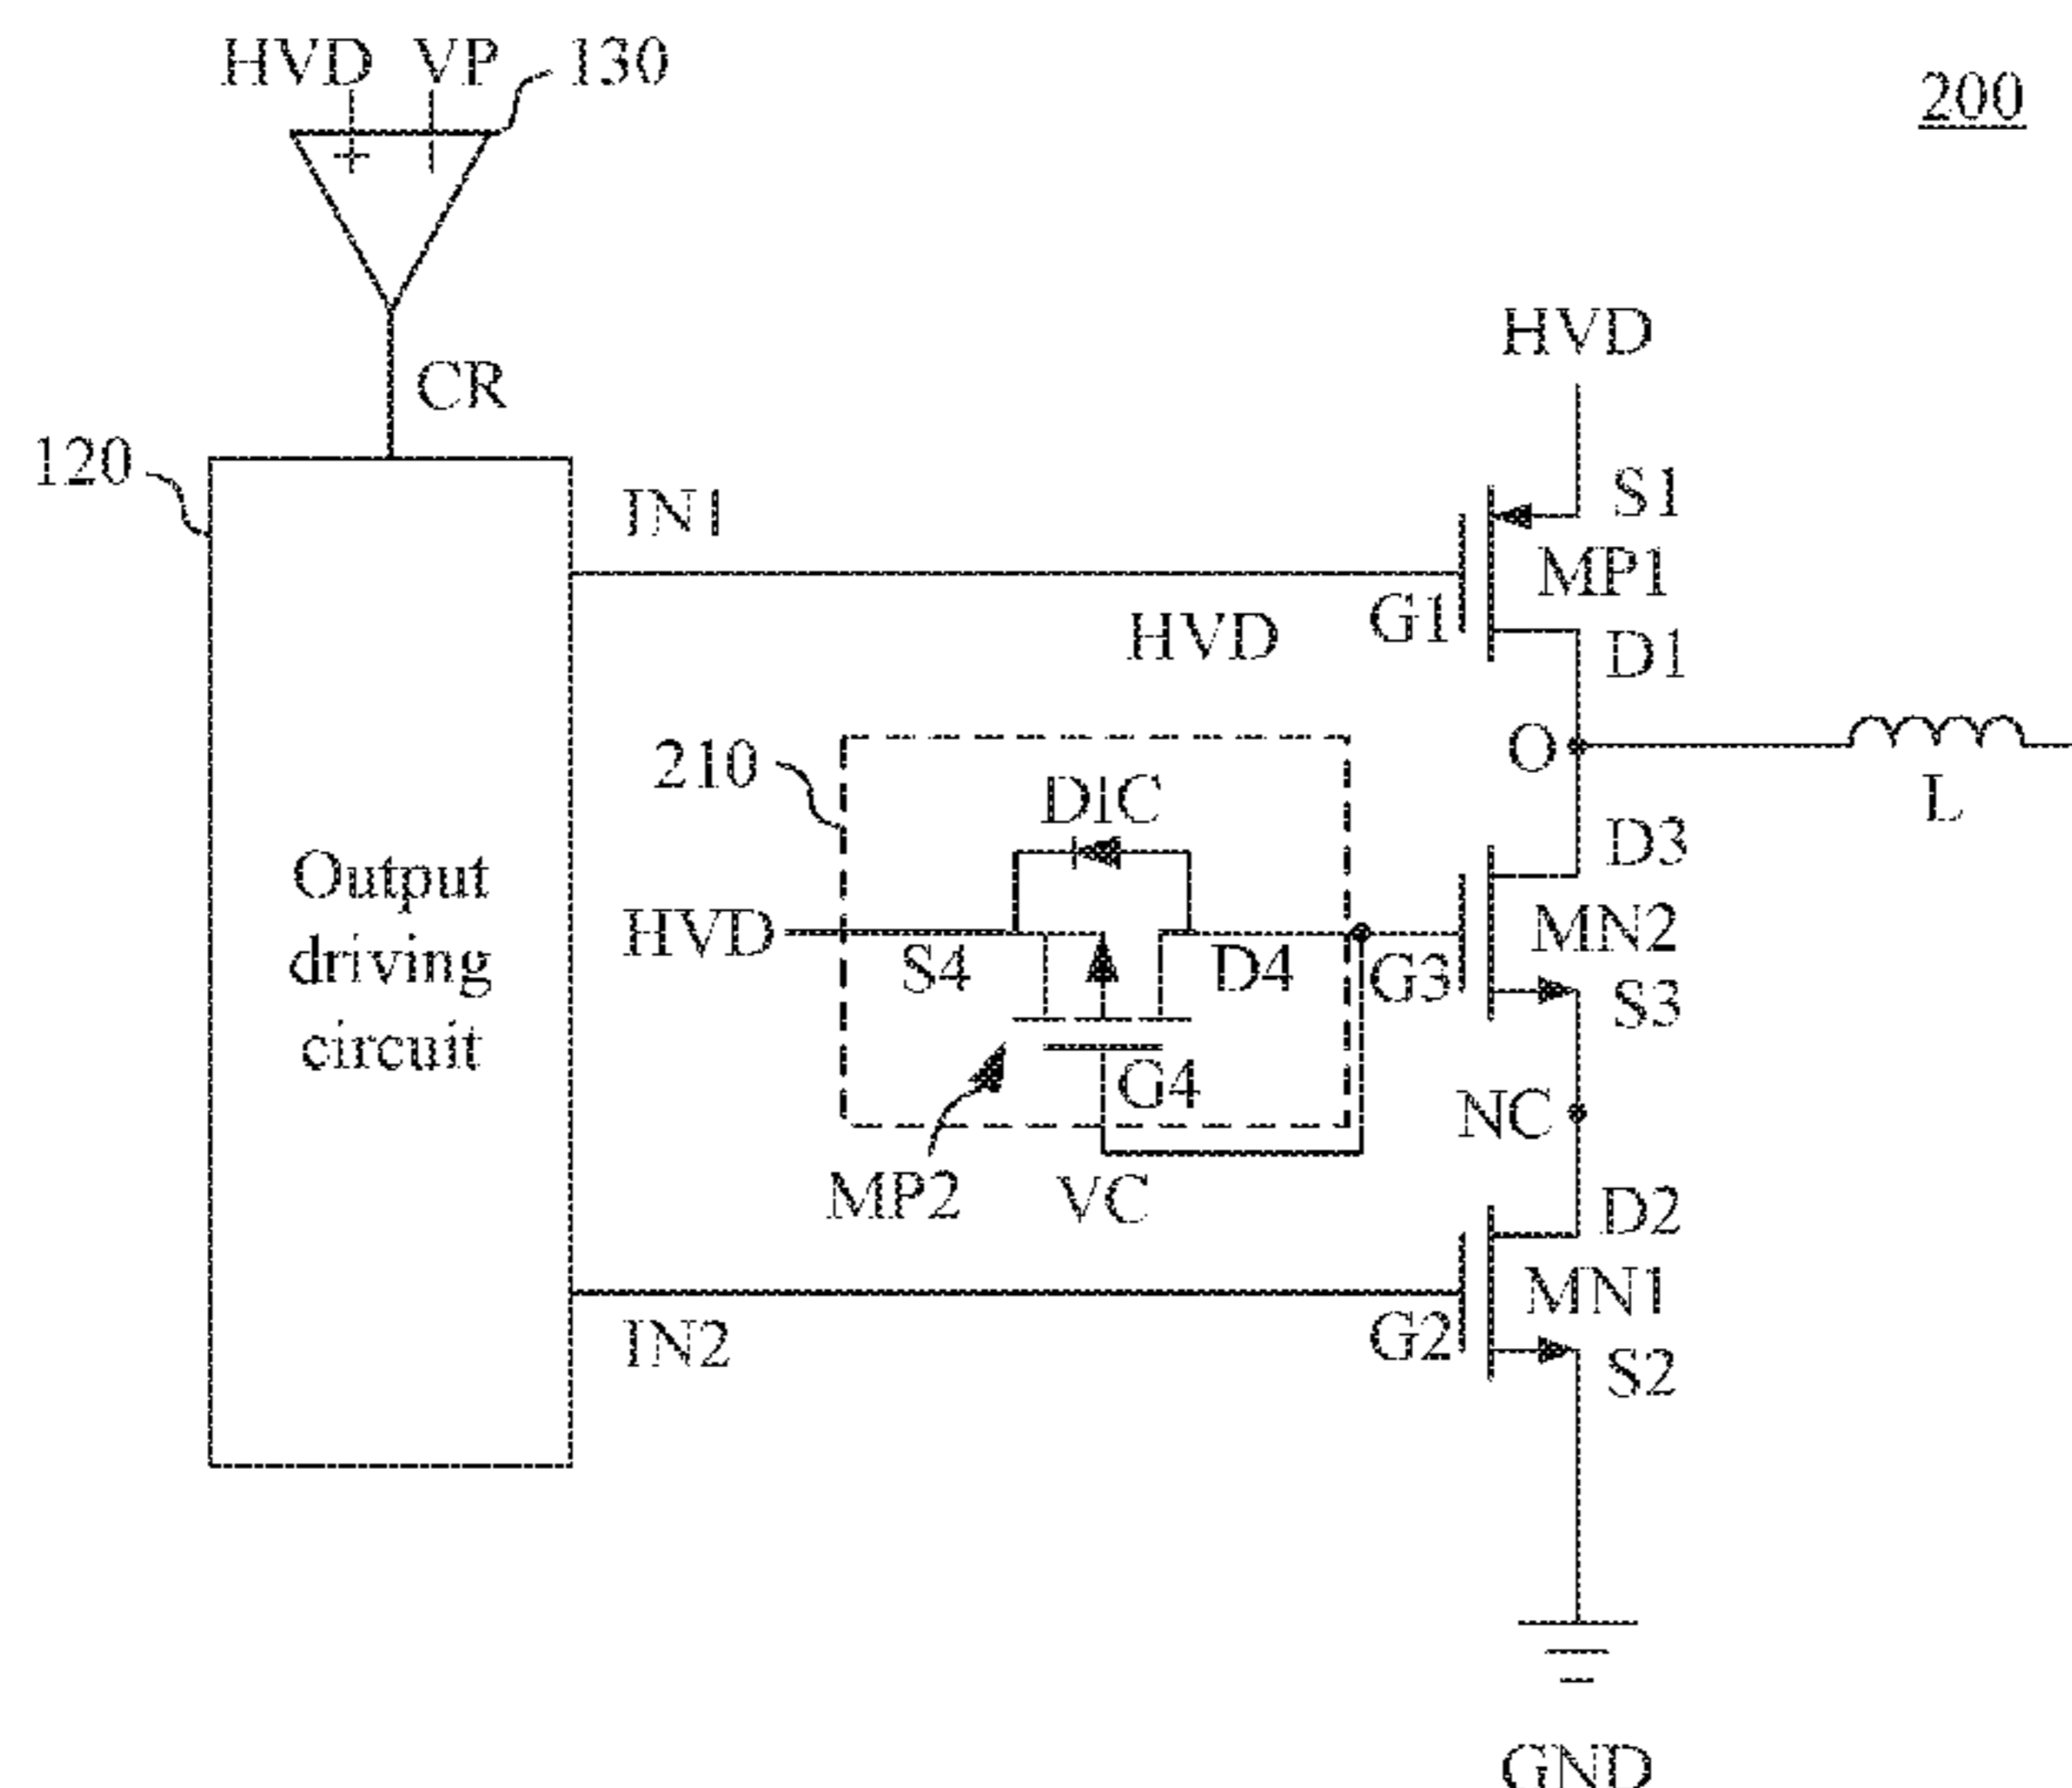 HVD VP 130
200
HVD
CR
120
IN1
S1
MP1
G1
HVD
D1
210
O
DIC
L
D3
Output
driving
circuit
HVD
MN2
S4
D4
G3
S3
G4
NC
MP2
VC
D2
MN1
IN2
G2
S2
GND